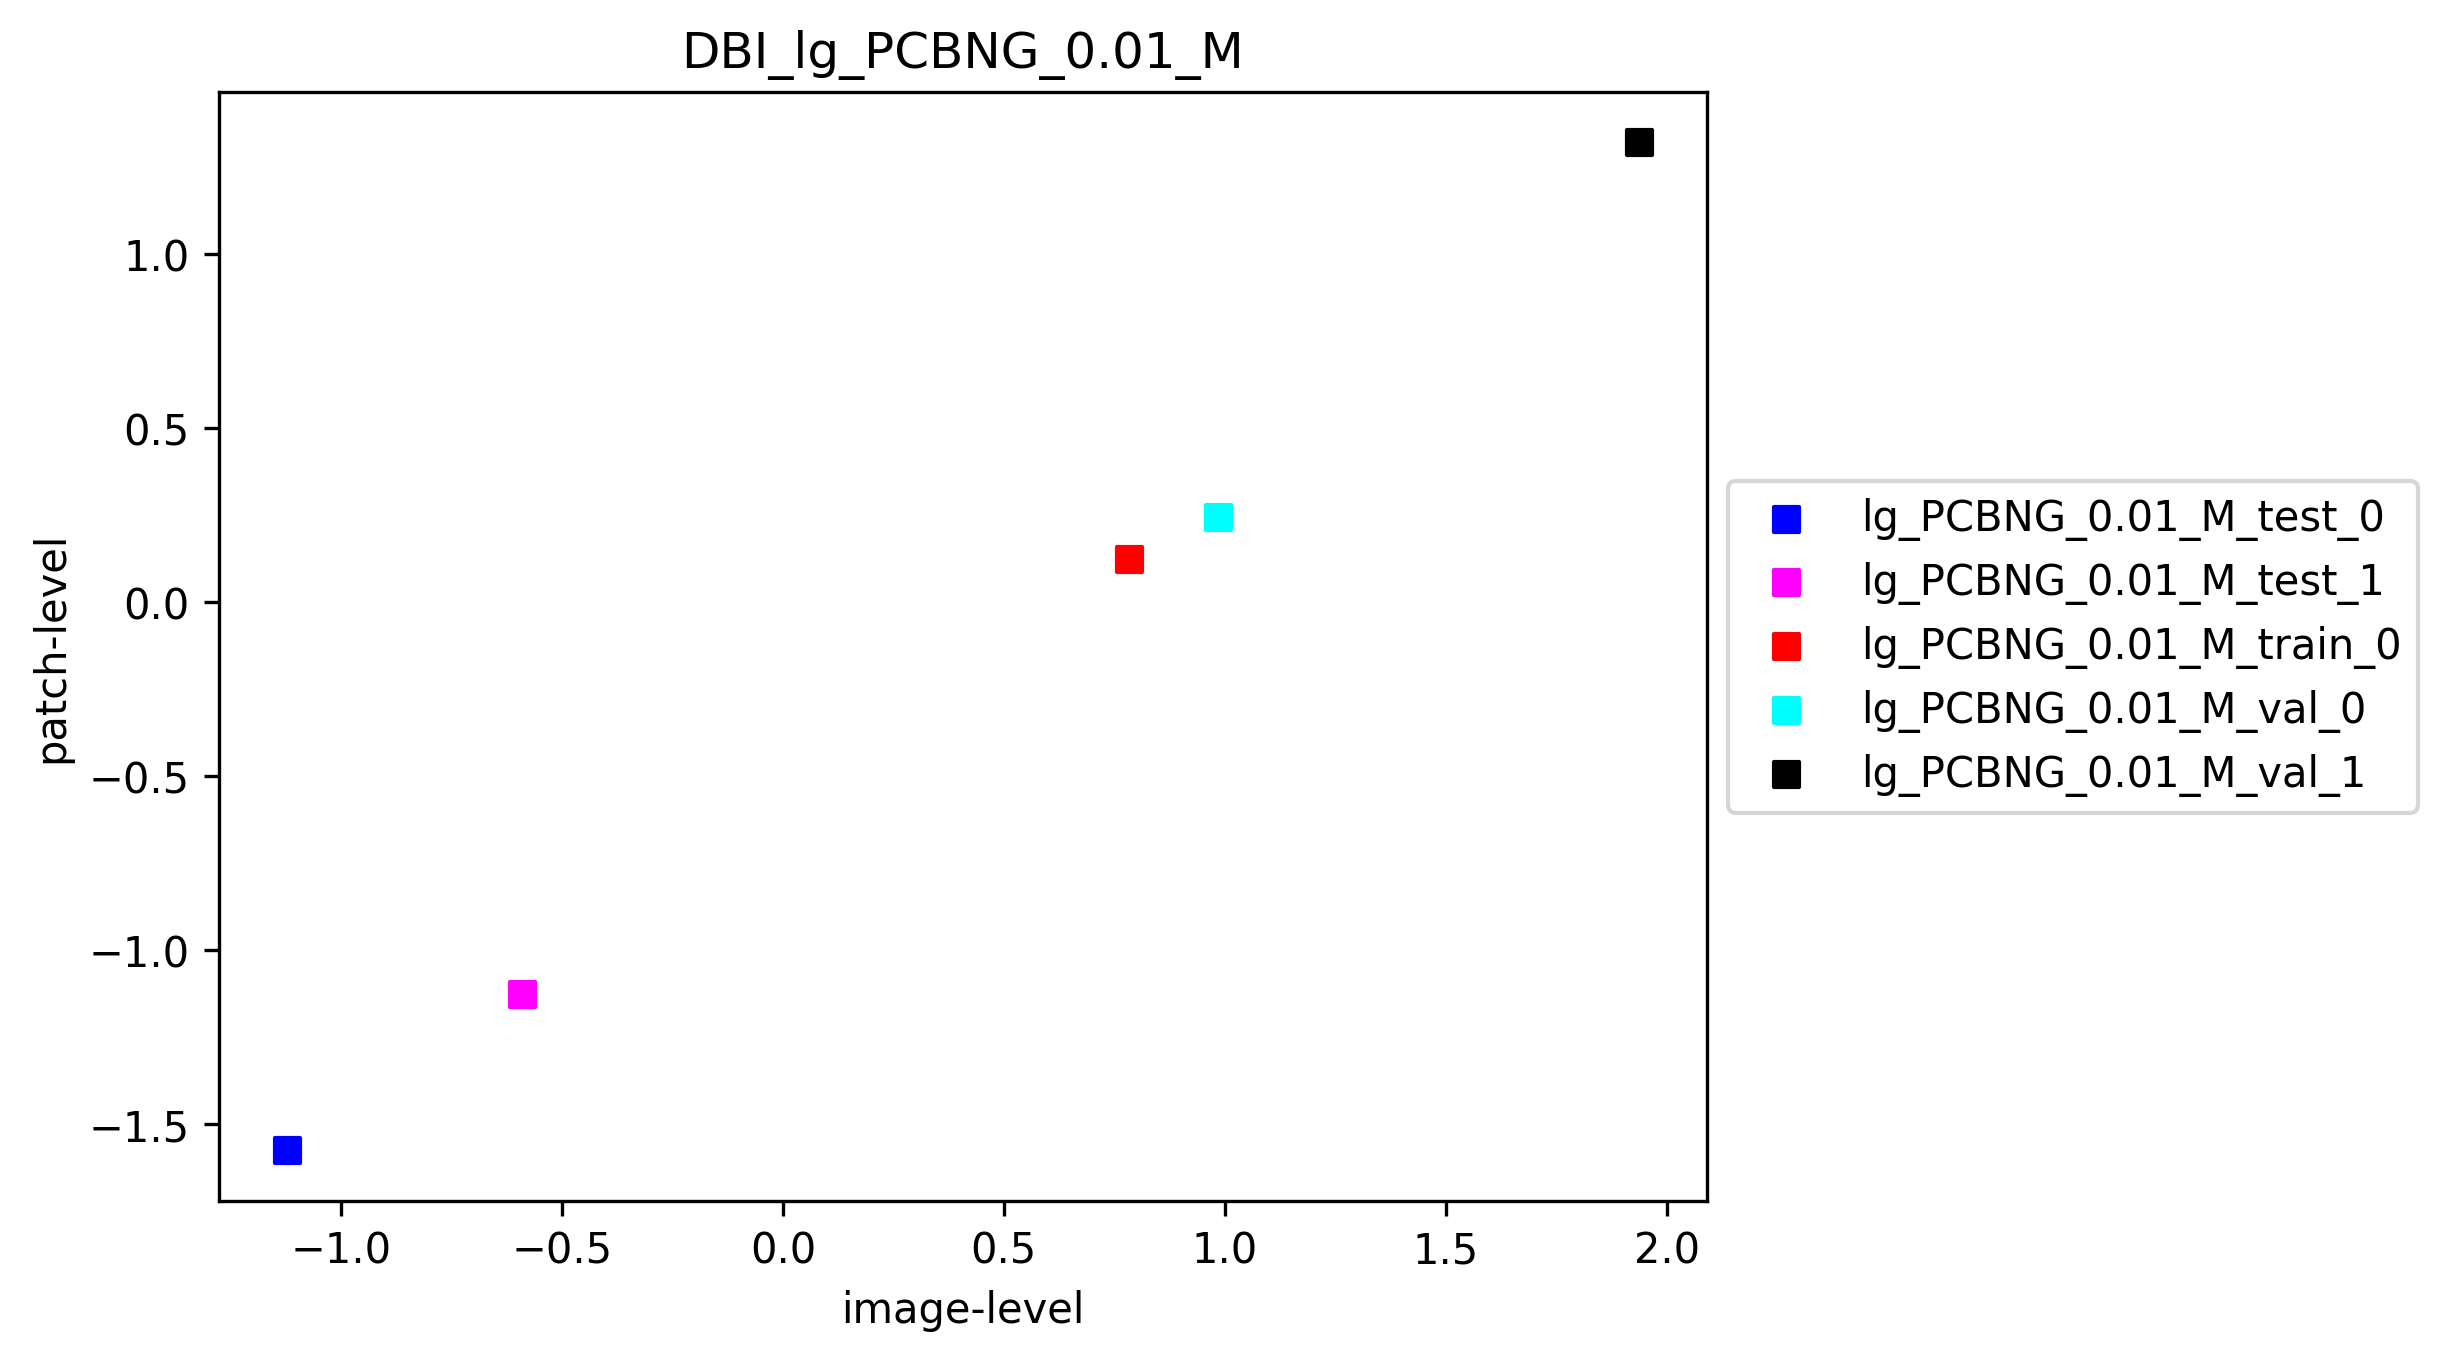 DBI_lg_PCBNG_0.01_M
patch-level
1.0
0.5
0.0
−0.5
−1.0
−1.5
−1.0 −0.5 0.0 0.5 1.0 1.5 2.0
image-level
lg_PCBNG_0.01_M_test_0
lg_PCBNG_0.01_M_test_1
lg_PCBNG_0.01_M_train_0
lg_PCBNG_0.01_M_val_0
lg_PCBNG_0.01_M_val_1